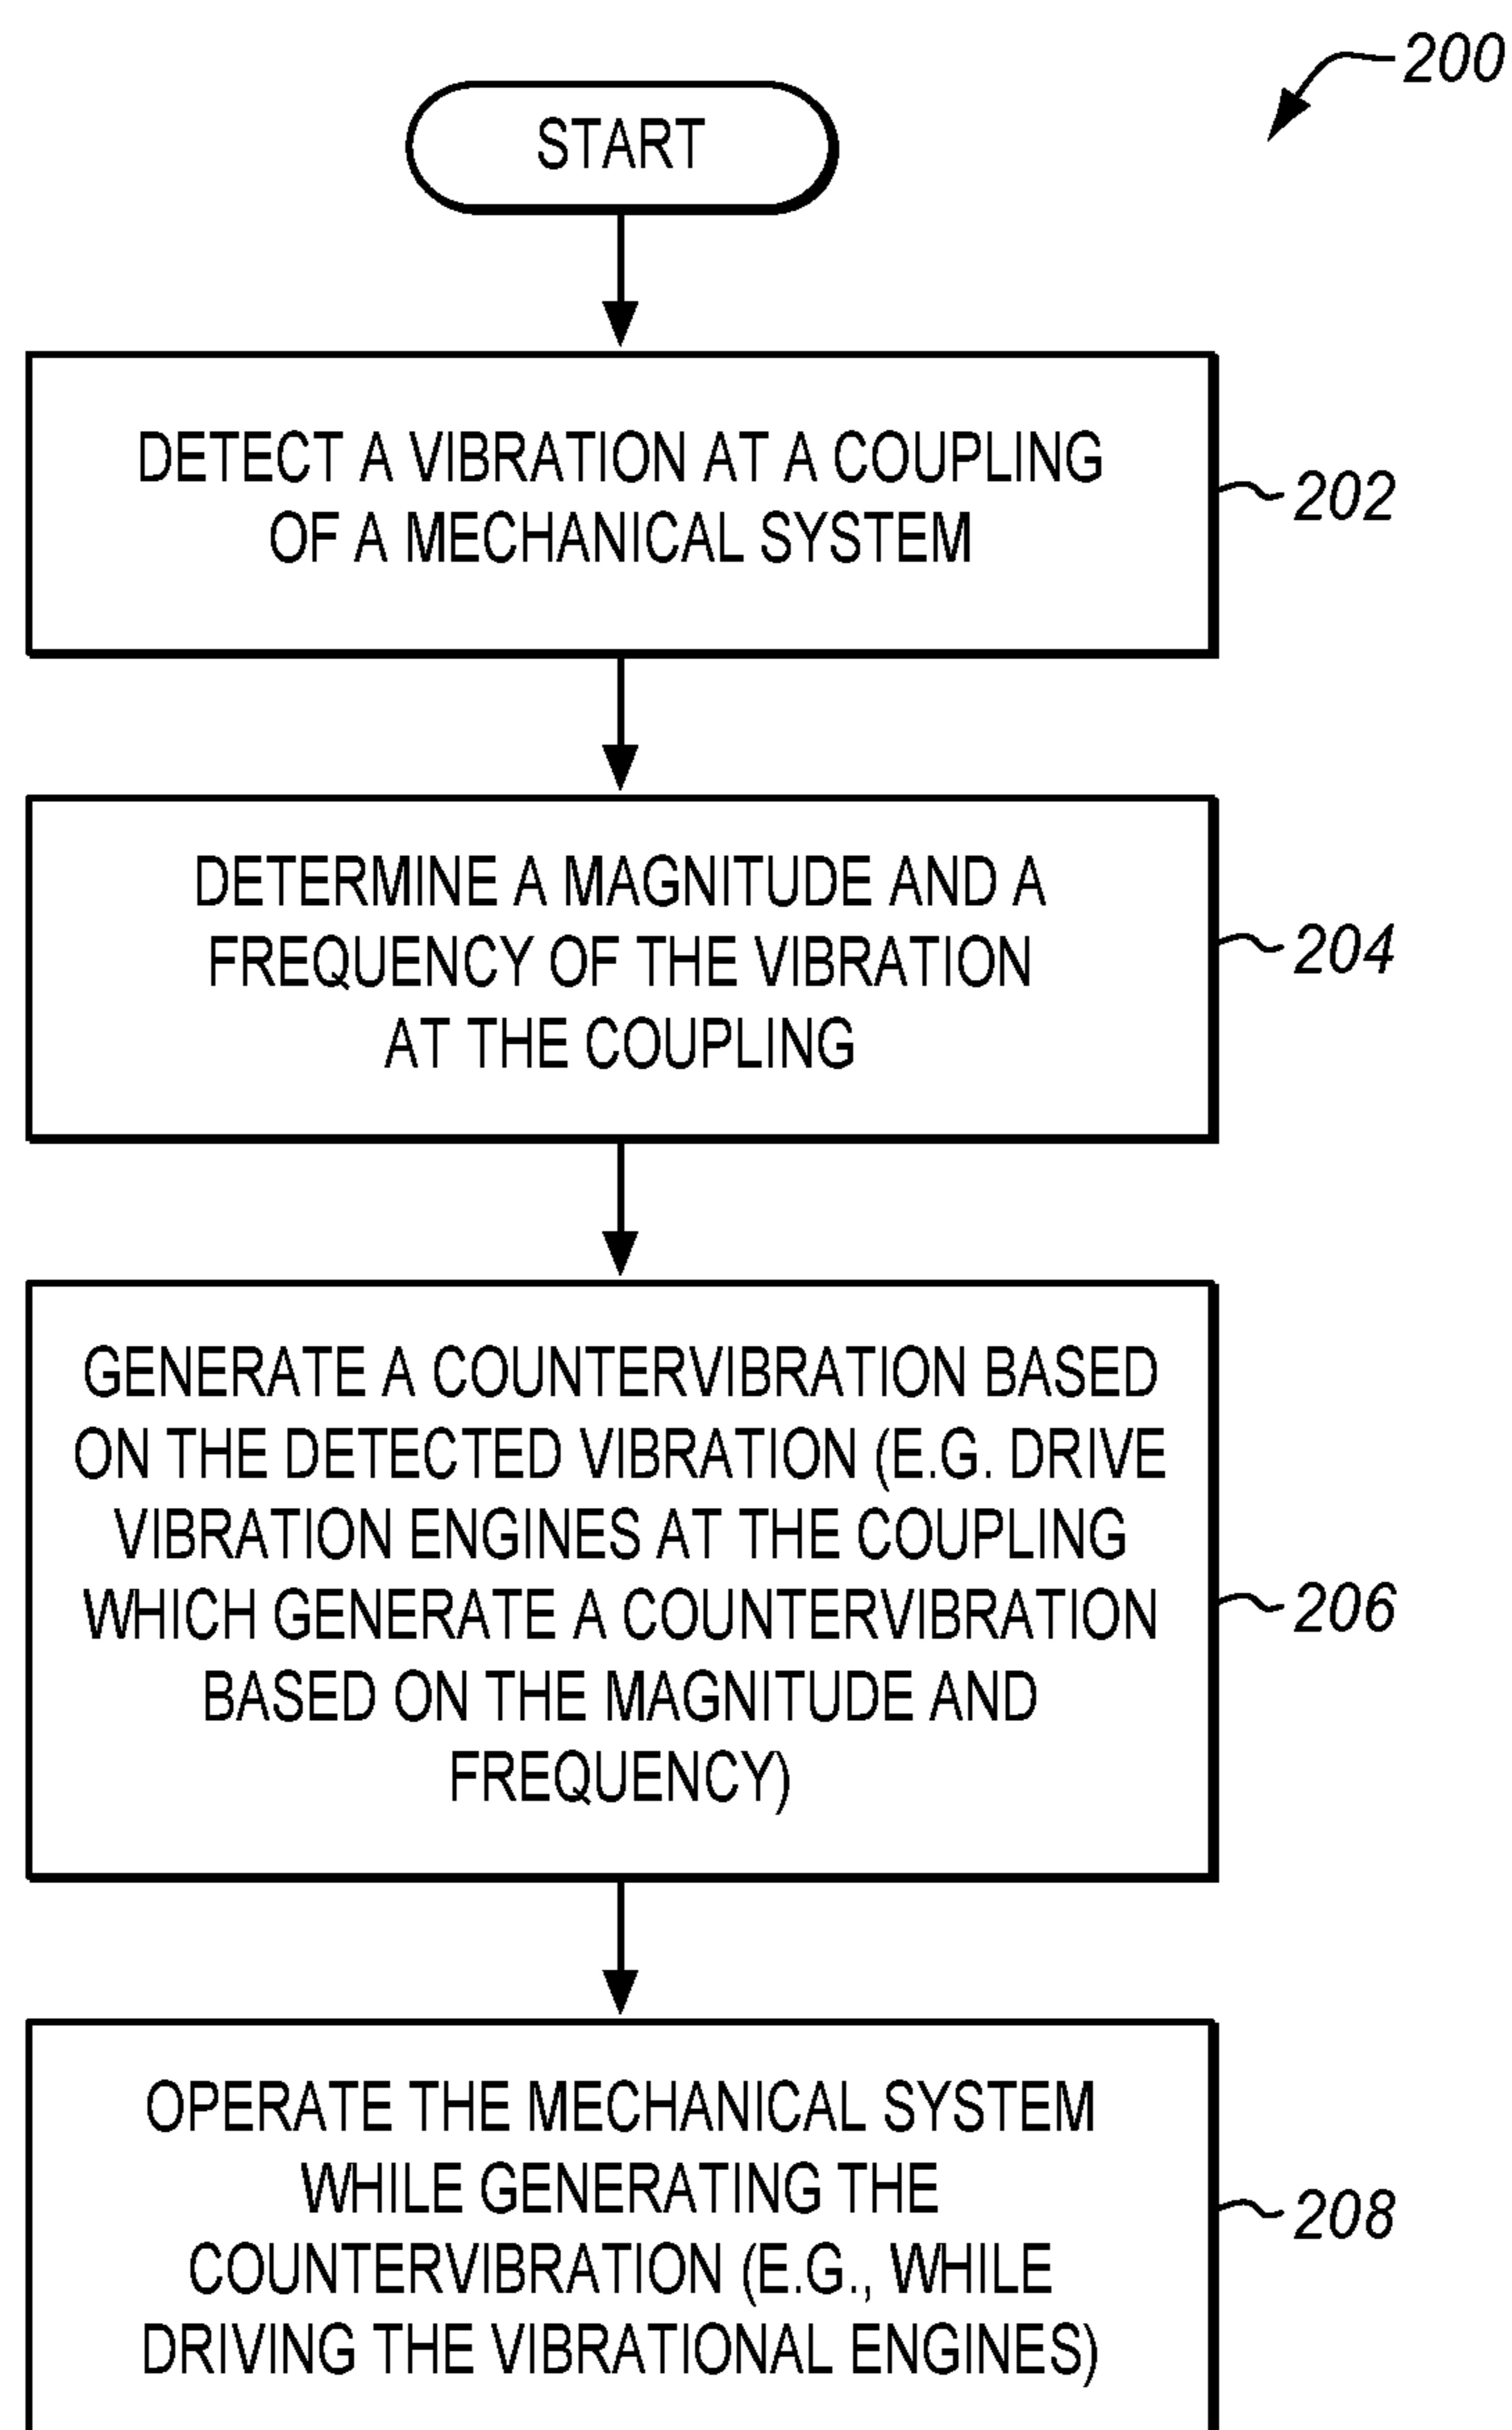 200
START
DETECT A VIBRATION AT A COUPLING
OF A MECHANICAL SYSTEM
202
DETERMINE A MAGNITUDE AND A
FREQUENCY OF THE VIBRATION
AT THE COUPLING
204
GENERATE A COUNTERVIBRATION BASED
ON THE DETECTED VIBRATION (E.G. DRIVE
VIBRATION ENGINES AT THE COUPLING
WHICH GENERATE A COUNTERVIBRATION
BASED ON THE MAGNITUDE AND
FREQUENCY)
206
OPERATE THE MECHANICAL SYSTEM
WHILE GENERATING THE
COUNTERVIBRATION (E.G., WHILE
DRIVING THE VIBRATIONAL ENGINES)
208